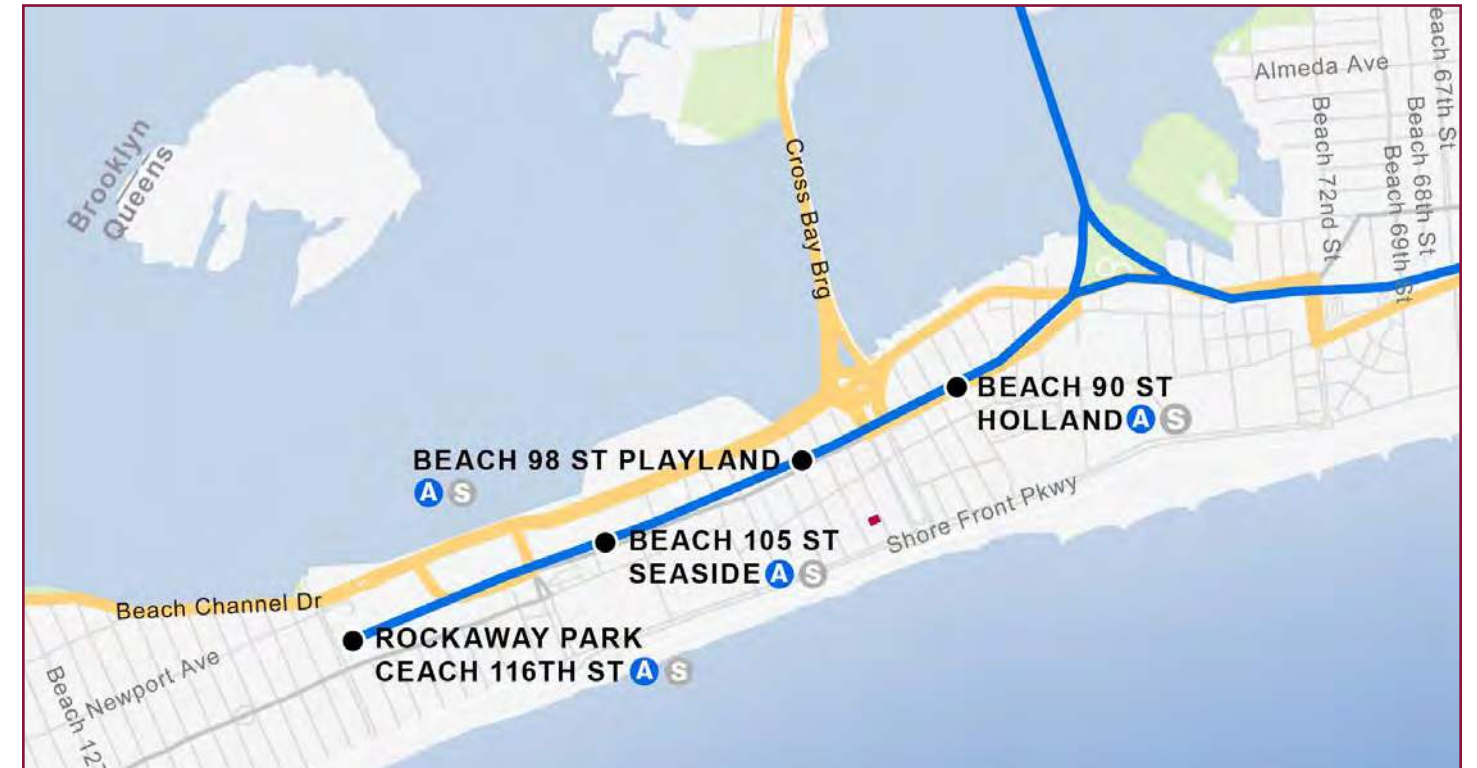 Brooklyn
Queens
Cross Bay Brg
Almeda Ave
each 67th St
Beach 68th St
Beach 69th St
Beach 72nd St
BEACH 90 ST
HOLLAND A S
BEACH 98 ST PLAYLAND
A S
Shore Front Pkwy
BEACH 105 ST
SEASIDE A S
Beach Channel Dr
ROCKAWAY PARK
CEACH 116TH ST A S
Newport Ave
Beach 12